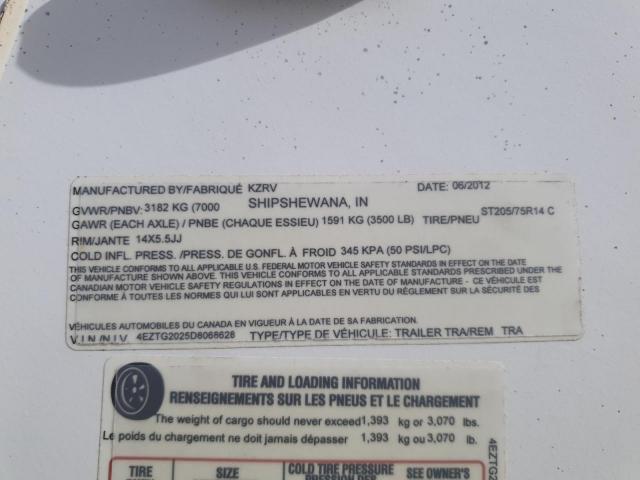 MANUFACTURED BY/FABRIQUÉ KZRV DATE: 06/2012
SHIPSHEWANA, IN
GVWR/PNBV: 3182 KG (7000
GAWR (EACH AXLE) / PNBE (CHAQUE ESSIEU) 1591 KG (3500 LB) TIRE/PNEU ST205/75R14 C
RIM/JANTE 14X5.5JJ
COLD INFL. PRESS. /PRESS. DE GONFL. À FROID 345 KPA (50 PSI/LPC)
THIS VEHICLE CONFORMS TO ALL APPLICABLE U.S. FEDERAL MOTOR VEHICLE SAFETY STANDARDS IN EFFECT ON THE DATE
OF MANUFACTURE SHOWN ABOVE. THIS VEHICLE CONFORMS TO ALL APPLICABLE STANDARDS PRESCRIBED UNDER THE
CANADIAN MOTOR VEHICLE SAFETY REGULATIONS IN EFFECT ON THE DATE OF MANUFACTURE - CE VÉHICULE EST
CONFORME À TOUTES LES NORMES QUI LUI SONT APPLICABLES EN VERTU DU RÈGLEMENT SUR LA SÉCURITÉ DES
VÉHICULES AUTOMOBILES DU CANADA EN VIGUEUR À LA DATE DE SA FABRICATION.
V.I.N./N.I.V. 4EZTG2025D8068628 TYPE/TYPE DE VÉHICULE: TRAILER TRA/REM TRA
TIRE AND LOADING INFORMATION
RENSEIGNEMENTS SUR LES PNEUS ET LE CHARGEMENT
The weight of cargo should never exceed 1,393 kg or 3,070 lbs.
Le poids du chargement ne doit jamais dépasser 1,393 kg ou 3,070 lb.
4EZTG2
TIRE SIZE COLD TIRE PRESSURE SEE OWNER'S
PRESSION DES